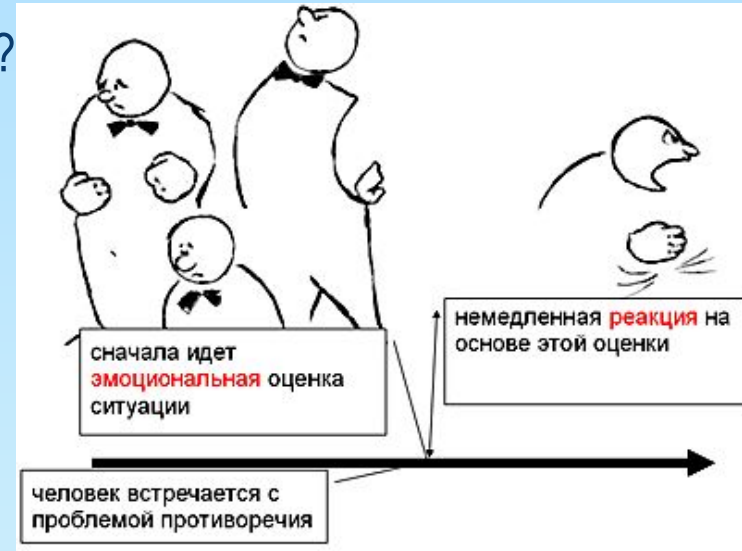 ?
сначала идет
эмоциональная оценка
ситуации
немедленная реакция на
основе этой оценки
человек встречается с
проблемой противоречия